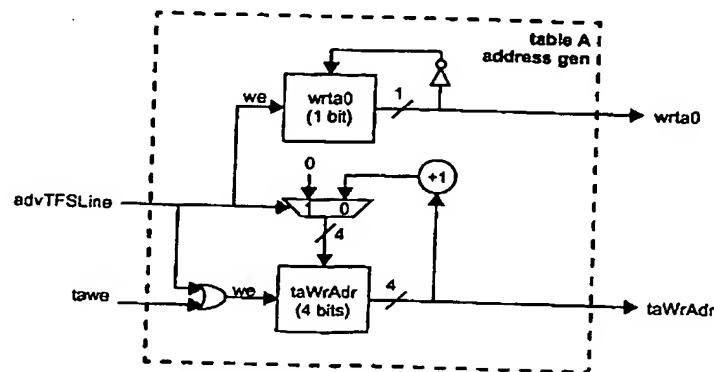 table A
address gen
1
we
wrta0
(1 bit)
wrta0
0
+1
advTFSLine
1 0
4
tawe
we
taWrAdr
(4 bits)
4
taWrAdr